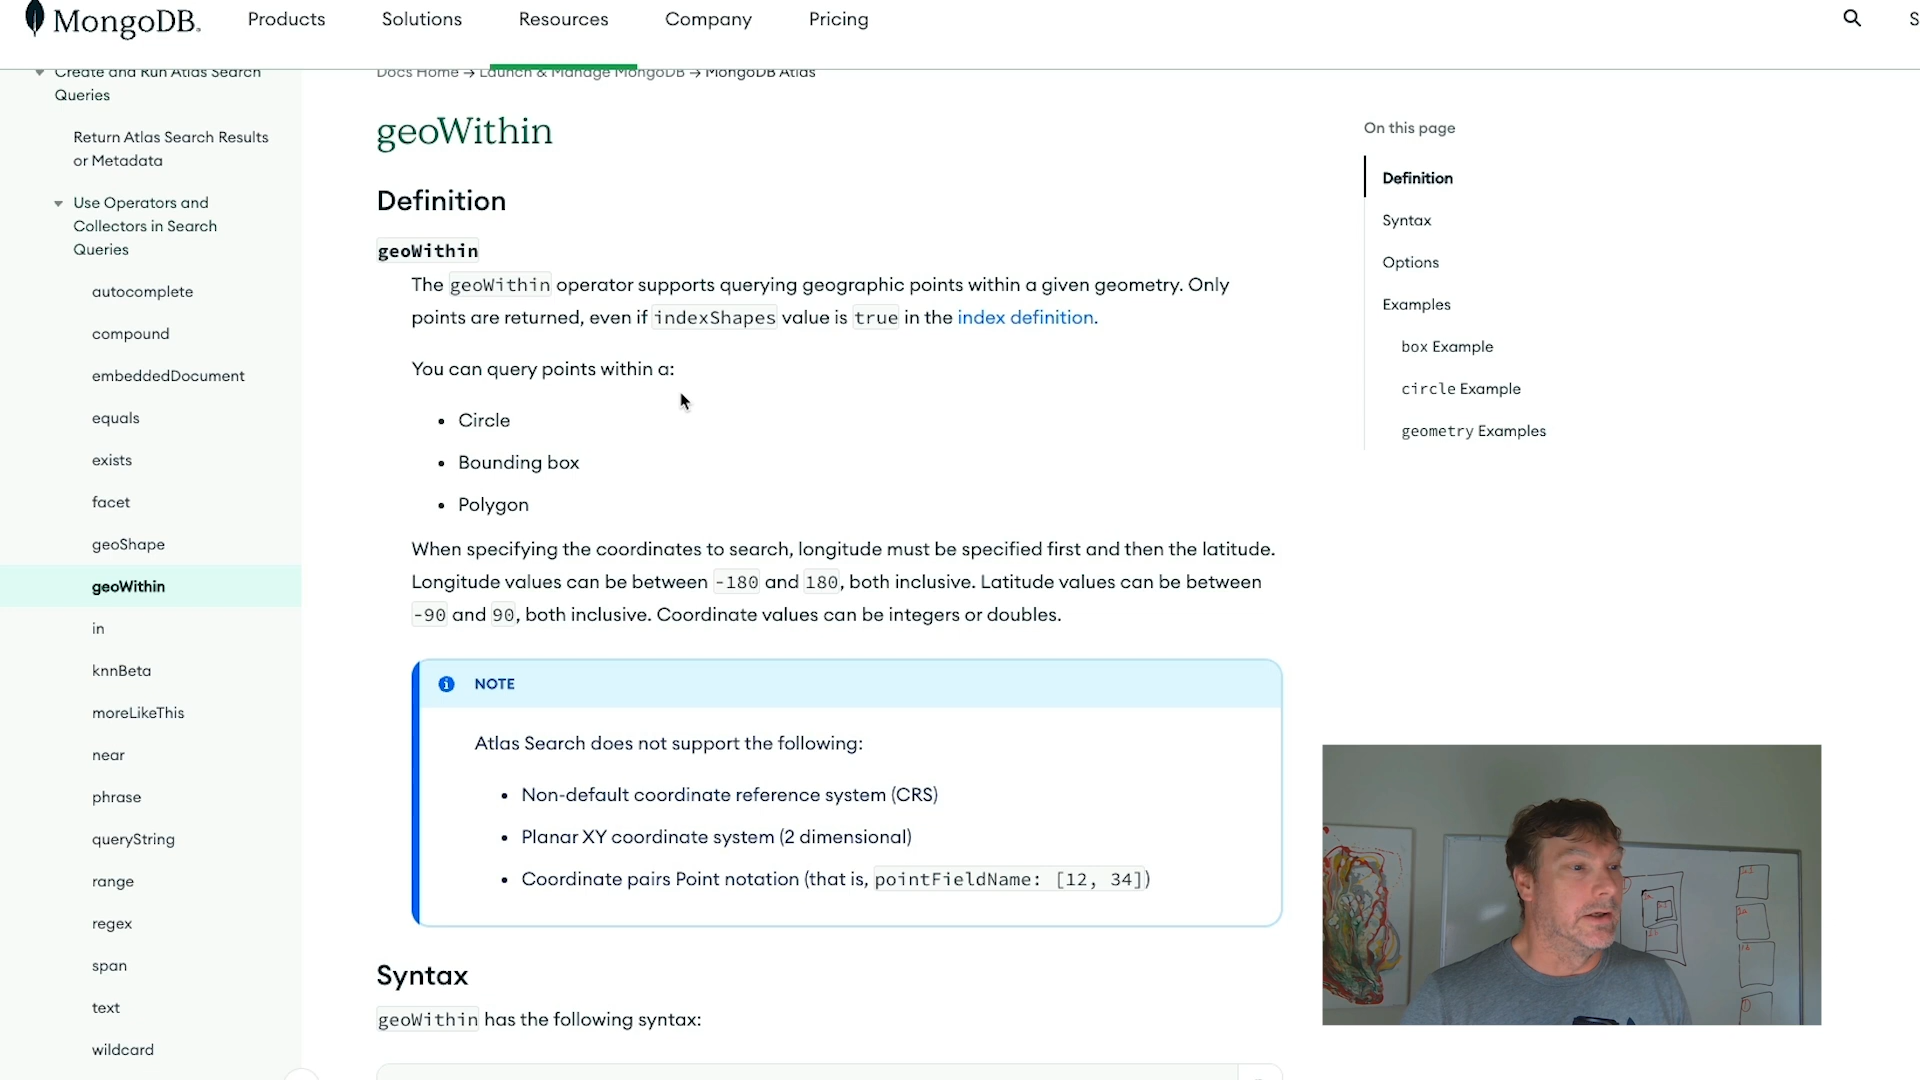 MongoDB.
Products
Solutions
Resources
Company
Pricing
S
Create and Run Atlas Search
Queries
Return Atlas Search Results
or Metadata
Use Operators and
Collectors in Search
Queries
autocomplete
compound
embeddedDocument
equals
exists
facet
geoShape
geoWithin
in
knnBeta
moreLikeThis
near
phrase
queryString
range
regex
span
text
wildcard
Docs Home → Launch & Manage MongoDB → MongoDB Atlas
geoWithin
Definition
geoWithin
The geoWithin operator supports querying geographic points within a given geometry. Only
points are returned, even if indexShapes value is true in the index definition.
You can query points within a:
• Circle
• Bounding box
• Polygon
When specifying the coordinates to search, longitude must be specified first and then the latitude.
Longitude values can be between -180 and 180, both inclusive. Latitude values can be between
-90 and 90, both inclusive. Coordinate values can be integers or doubles.
NOTE
Atlas Search does not support the following:
• Non-default coordinate reference system (CRS)
• Planar XY coordinate system (2 dimensional)
• Coordinate pairs Point notation (that is, pointFieldName: [12, 34])
Syntax
geoWithin has the following syntax:
On this page
Definition
Syntax
Options
Examples
box Example
circle Example
geometry Examples